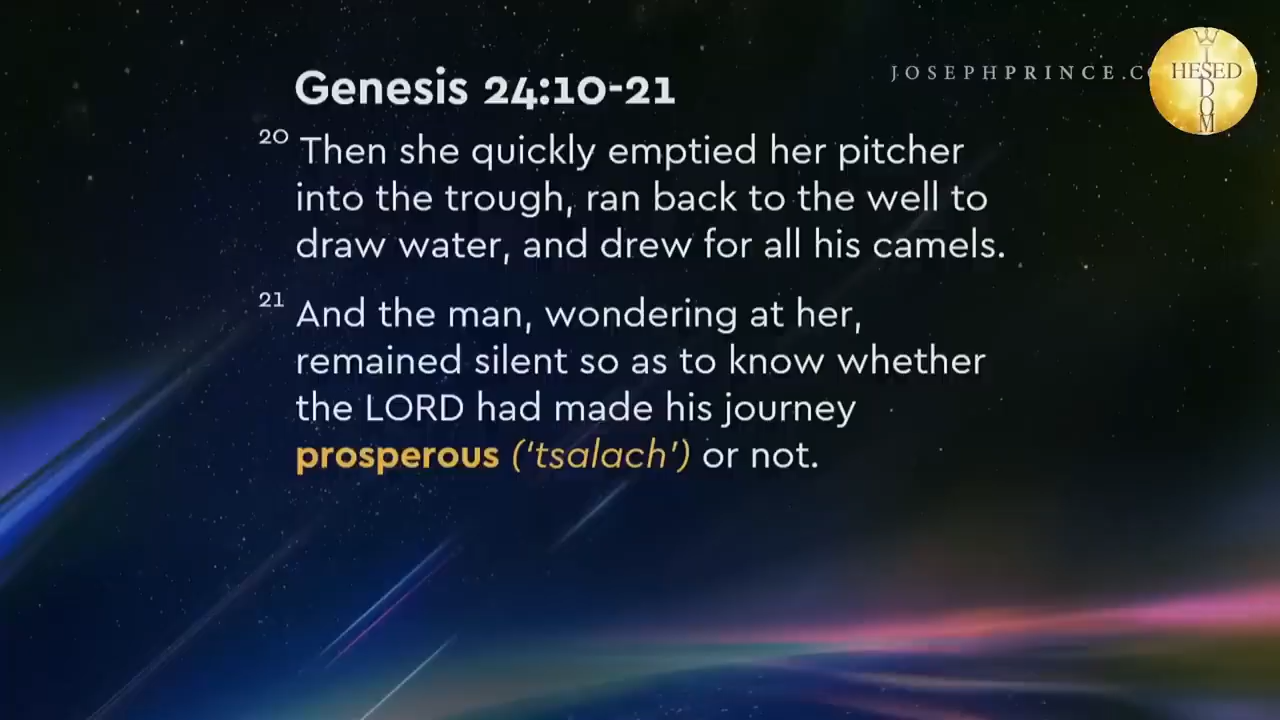 Genesis 24:10-21
JOSEPHPRINCE.C
HESED
WISDOM
20 Then she quickly emptied her pitcher
into the trough, ran back to the well to
draw water, and drew for all his camels.
21 And the man, wondering at her,
remained silent so as to know whether
the LORD had made his journey
prosperous (‘tsalach’) or not.